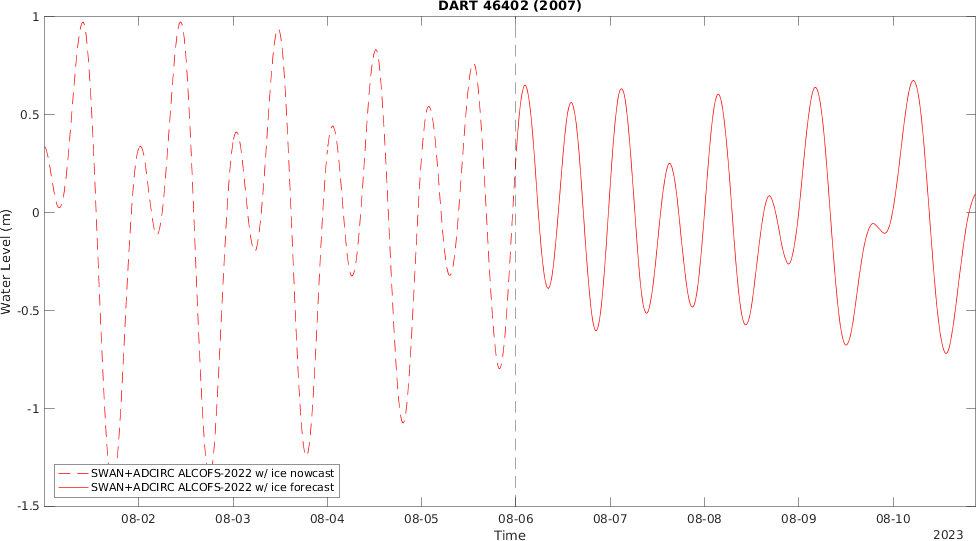 DART 46402 (2007)
1
0.5
0
-0.5
-1
-1.5
Water Level (m)
SWAN+ADCIRC ALCOFS-2022 w/ ice nowcast
SWAN+ADCIRC ALCOFS-2022 w/ ice forecast
08-02 08-03 08-04 08-05 08-06 08-07 08-08 08-09 08-10
Time
2023